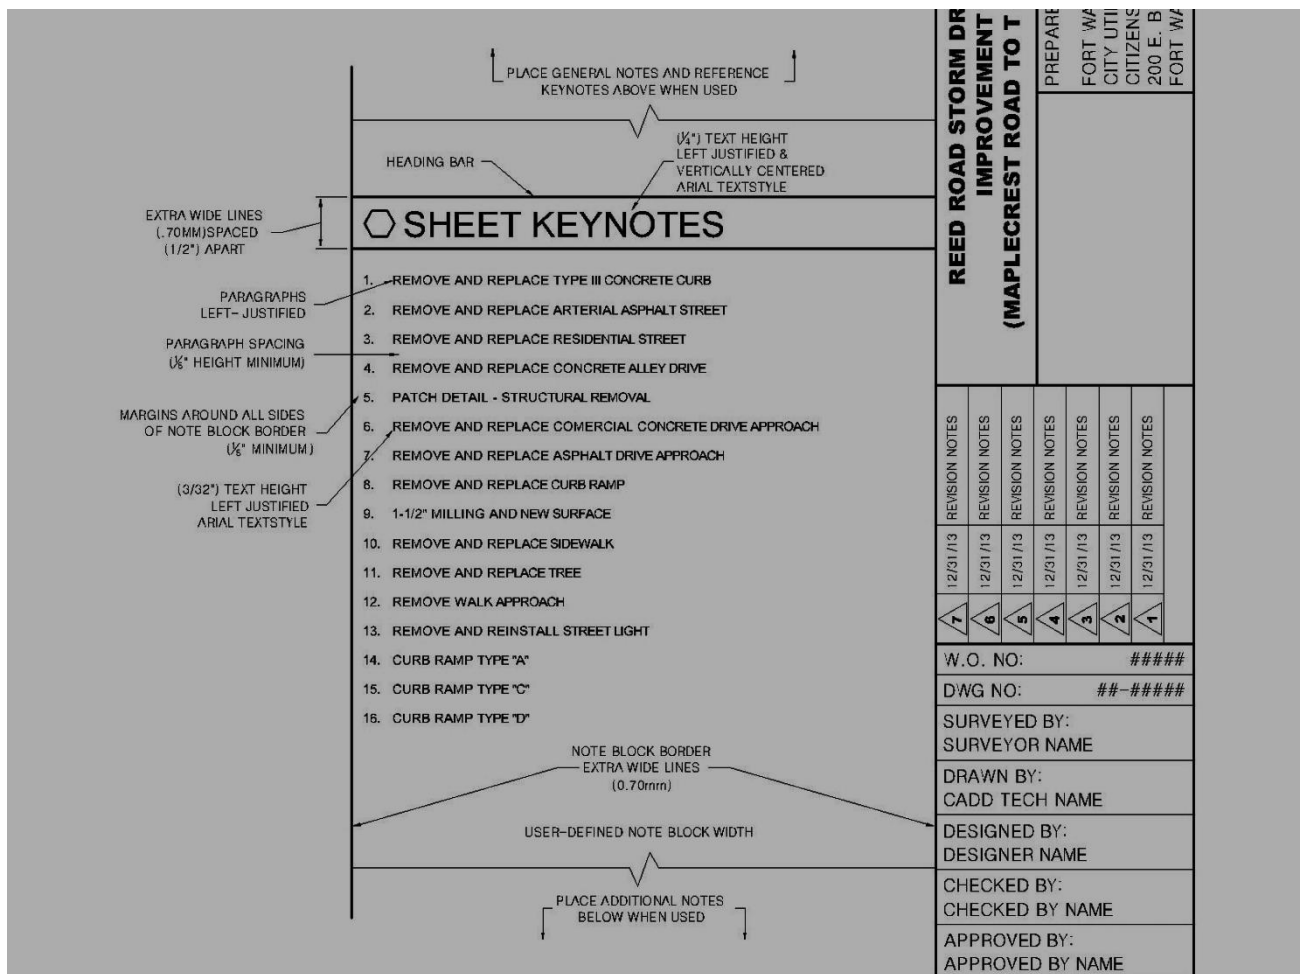 PLACE GENERAL NOTES AND REFERENCE
KEYNOTES ABOVE WHEN USED
(¼") TEXT HEIGHT
LEFT JUSTIFIED &
VERTICALLY CENTERED
ARIAL TEXTSTYLE
HEADING BAR
EXTRA WIDE LINES
(.70MM)SPACED
(1/2") APART
SHEET KEYNOTES
PARAGRAPHS
LEFT- JUSTIFIED
PARAGRAPH SPACING
(⅛" HEIGHT MINIMUM)
MARGINS AROUND ALL SIDES
OF NOTE BLOCK BORDER
(⅛" MINIMUM)
(3/32") TEXT HEIGHT
LEFT JUSTIFIED
ARIAL TEXTSTYLE
1. REMOVE AND REPLACE TYPE III CONCRETE CURB
2. REMOVE AND REPLACE ARTERIAL ASPHALT STREET
3. REMOVE AND REPLACE RESIDENTIAL STREET
4. REMOVE AND REPLACE CONCRETE ALLEY DRIVE
5. PATCH DETAIL - STRUCTURAL REMOVAL
6. REMOVE AND REPLACE COMERCIAL CONCRETE DRIVE APPROACH
7. REMOVE AND REPLACE ASPHALT DRIVE APPROACH
8. REMOVE AND REPLACE CURB RAMP
9. 1-1/2" MILLING AND NEW SURFACE
10. REMOVE AND REPLACE SIDEWALK
11. REMOVE AND REPLACE TREE
12. REMOVE WALK APPROACH
13. REMOVE AND REINSTALL STREET LIGHT
14. CURB RAMP TYPE "A"
15. CURB RAMP TYPE "C"
16. CURB RAMP TYPE "D"
NOTE BLOCK BORDER
EXTRA WIDE LINES
(0.70mm)
USER-DEFINED NOTE BLOCK WIDTH
PLACE ADDITIONAL NOTES
BELOW WHEN USED
REED ROAD STORM DR
IMPROVEMENT
(MAPLECREST ROAD TO T
PREPARE
FORT WA
CITY UTI
CITIZENS
200 E. B
FORT WA
7 12/31/13 REVISION NOTES
6 12/31/13 REVISION NOTES
5 12/31/13 REVISION NOTES
4 12/31/13 REVISION NOTES
3 12/31/13 REVISION NOTES
2 12/31/13 REVISION NOTES
1 12/31/13 REVISION NOTES
W.O. NO: #####
DWG NO: ##-#####
SURVEYED BY:
SURVEYOR NAME
DRAWN BY:
CADD TECH NAME
DESIGNED BY:
DESIGNER NAME
CHECKED BY:
CHECKED BY NAME
APPROVED BY:
APPROVED BY NAME